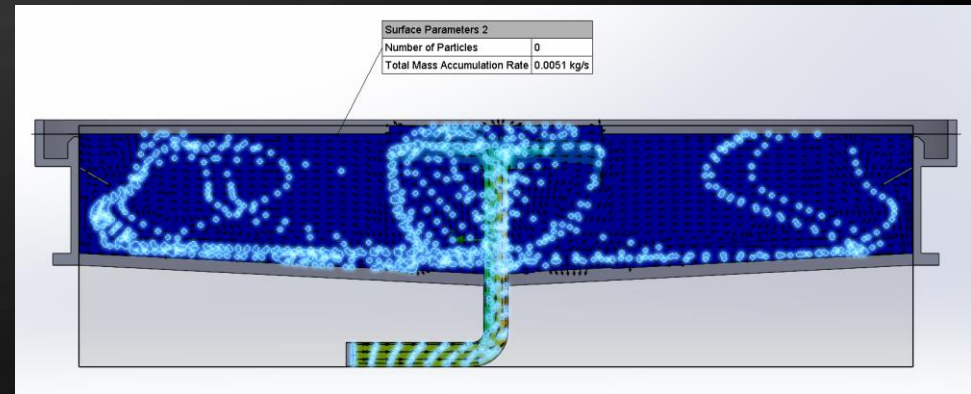 Surface Parameters 2
Number of Particles 0
Total Mass Accumulation Rate 0.0051 kg/s